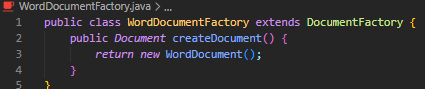 WordDocumentFactory.java > ...
1 public class WordDocumentFactory extends DocumentFactory {
2 public Document createDocument() {
3 return new WordDocument();
4 }
5 }